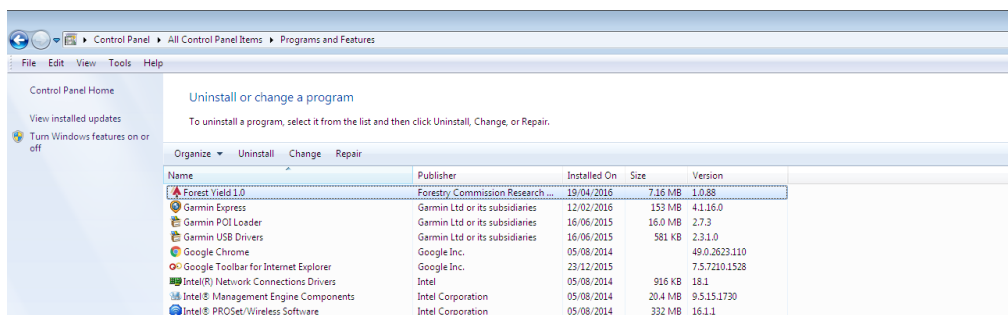 Control Panel ▸ All Control Panel Items ▸ Programs and Features
File Edit View Tools Help
Control Panel Home
View installed updates
Turn Windows features on or
off
Uninstall or change a program
To uninstall a program, select it from the list and then click Uninstall, Change, or Repair.
Organize Uninstall Change Repair
Name Publisher Installed On Size Version
Forest Yield 1.0 Forestry Commission Research ... 19/04/2016 7.16 MB 1.0.88
Garmin Express Garmin Ltd or its subsidiaries 12/02/2016 153 MB 4.1.16.0
Garmin POI Loader Garmin Ltd or its subsidiaries 16/06/2015 16.0 MB 2.7.3
Garmin USB Drivers Garmin Ltd or its subsidiaries 16/06/2015 581 KB 2.3.1.0
Google Chrome Google Inc. 05/08/2014 49.0.2623.110
Google Toolbar for Internet Explorer Google Inc. 23/12/2015 7.5.7210.1528
Intel(R) Network Connections Drivers Intel 05/08/2014 916 KB 18.1
Intel® Management Engine Components Intel Corporation 05/08/2014 20.4 MB 9.5.15.1730
Intel® PROSet/Wireless Software Intel Corporation 05/08/2014 332 MB 16.1.1